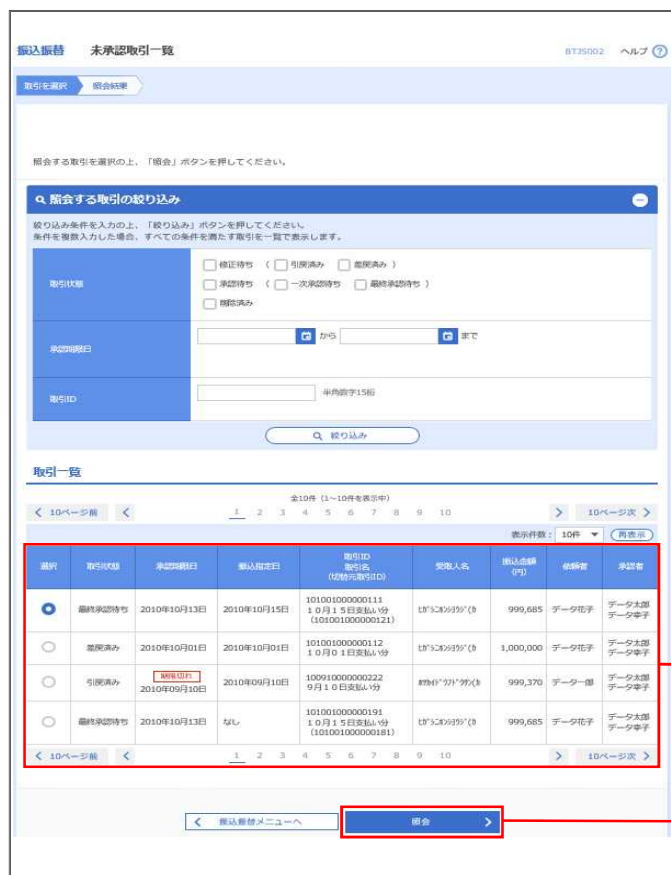 振込振替 未承認取引一覧 BTJS002 ヘルプ ?
取引を選択 照会結果
照会する取引を選択の上、「照会」ボタンを押してください。
照会する取引の絞り込み
絞り込み条件を入力の上、「絞り込み」ボタンを押してください。
条件を複数入力した場合、すべての条件を満たす取引を一覧で表示します。
取引状態
修正待ち ( 引戻済み 差戻済み )
承認待ち ( 一次承認待ち 最終承認待ち )
削除済み
承認期限日 から まで
取引ID 半角数字15桁
絞り込み
取引一覧
全10件 (1~10件を表示中)
< 10ページ前 < 1 2 3 4 5 6 7 8 9 10 > 10ページ次 >
表示件数: 10件 再表示
選択 取引状態 承認期限日 振込指定日 取引ID 取引名 (切替元取引ID) 受取人名 振込金額 (円) 依頼者 承認者
最終承認待ち 2010年10月13日 2010年10月15日 101001000000111 10月15日支払い分 (101001000000121) 999,685 データ花子 データ太郎 データ幸子
差戻済み 2010年10月01日 2010年10月01日 101001000000112 10月01日支払い分 1,000,000 データ花子 データ太郎 データ幸子
引戻済み 期限切れ 2010年09月10日 2010年09月10日 100910000000222 9月10日支払い分 999,370 データ一郎 データ太郎 データ幸子
最終承認待ち 2010年10月13日 なし 101001000000191 10月15日支払い分 (101001000000181) 999,685 データ花子 データ太郎 データ幸子
< 10ページ前 < 1 2 3 4 5 6 7 8 9 10 > 10ページ次 >
< 振込振替メニューへ 照会 >